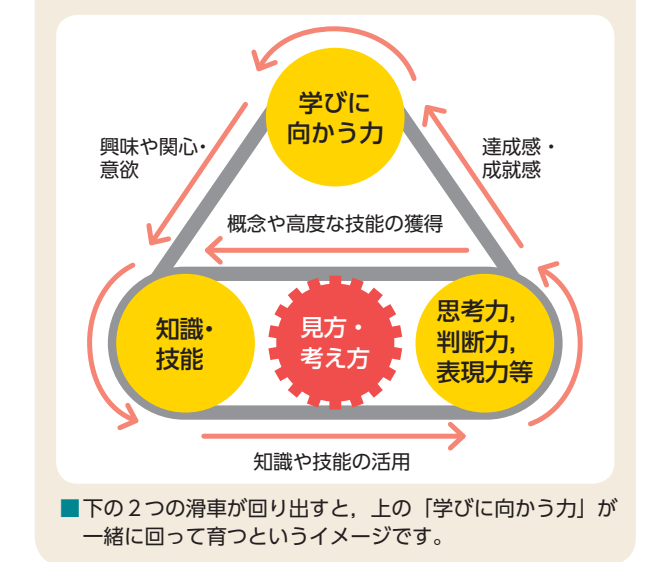 学びに
向かう力
興味や関心・
意欲
達成感・
成就感
概念や高度な技能の獲得
知識・
技能
見方・
考え方
思考力,
判断力,
表現力等
知識や技能の活用
■下の2つの滑車が回り出すと，上の「学びに向かう力」が
一緒に回って育つというイメージです。